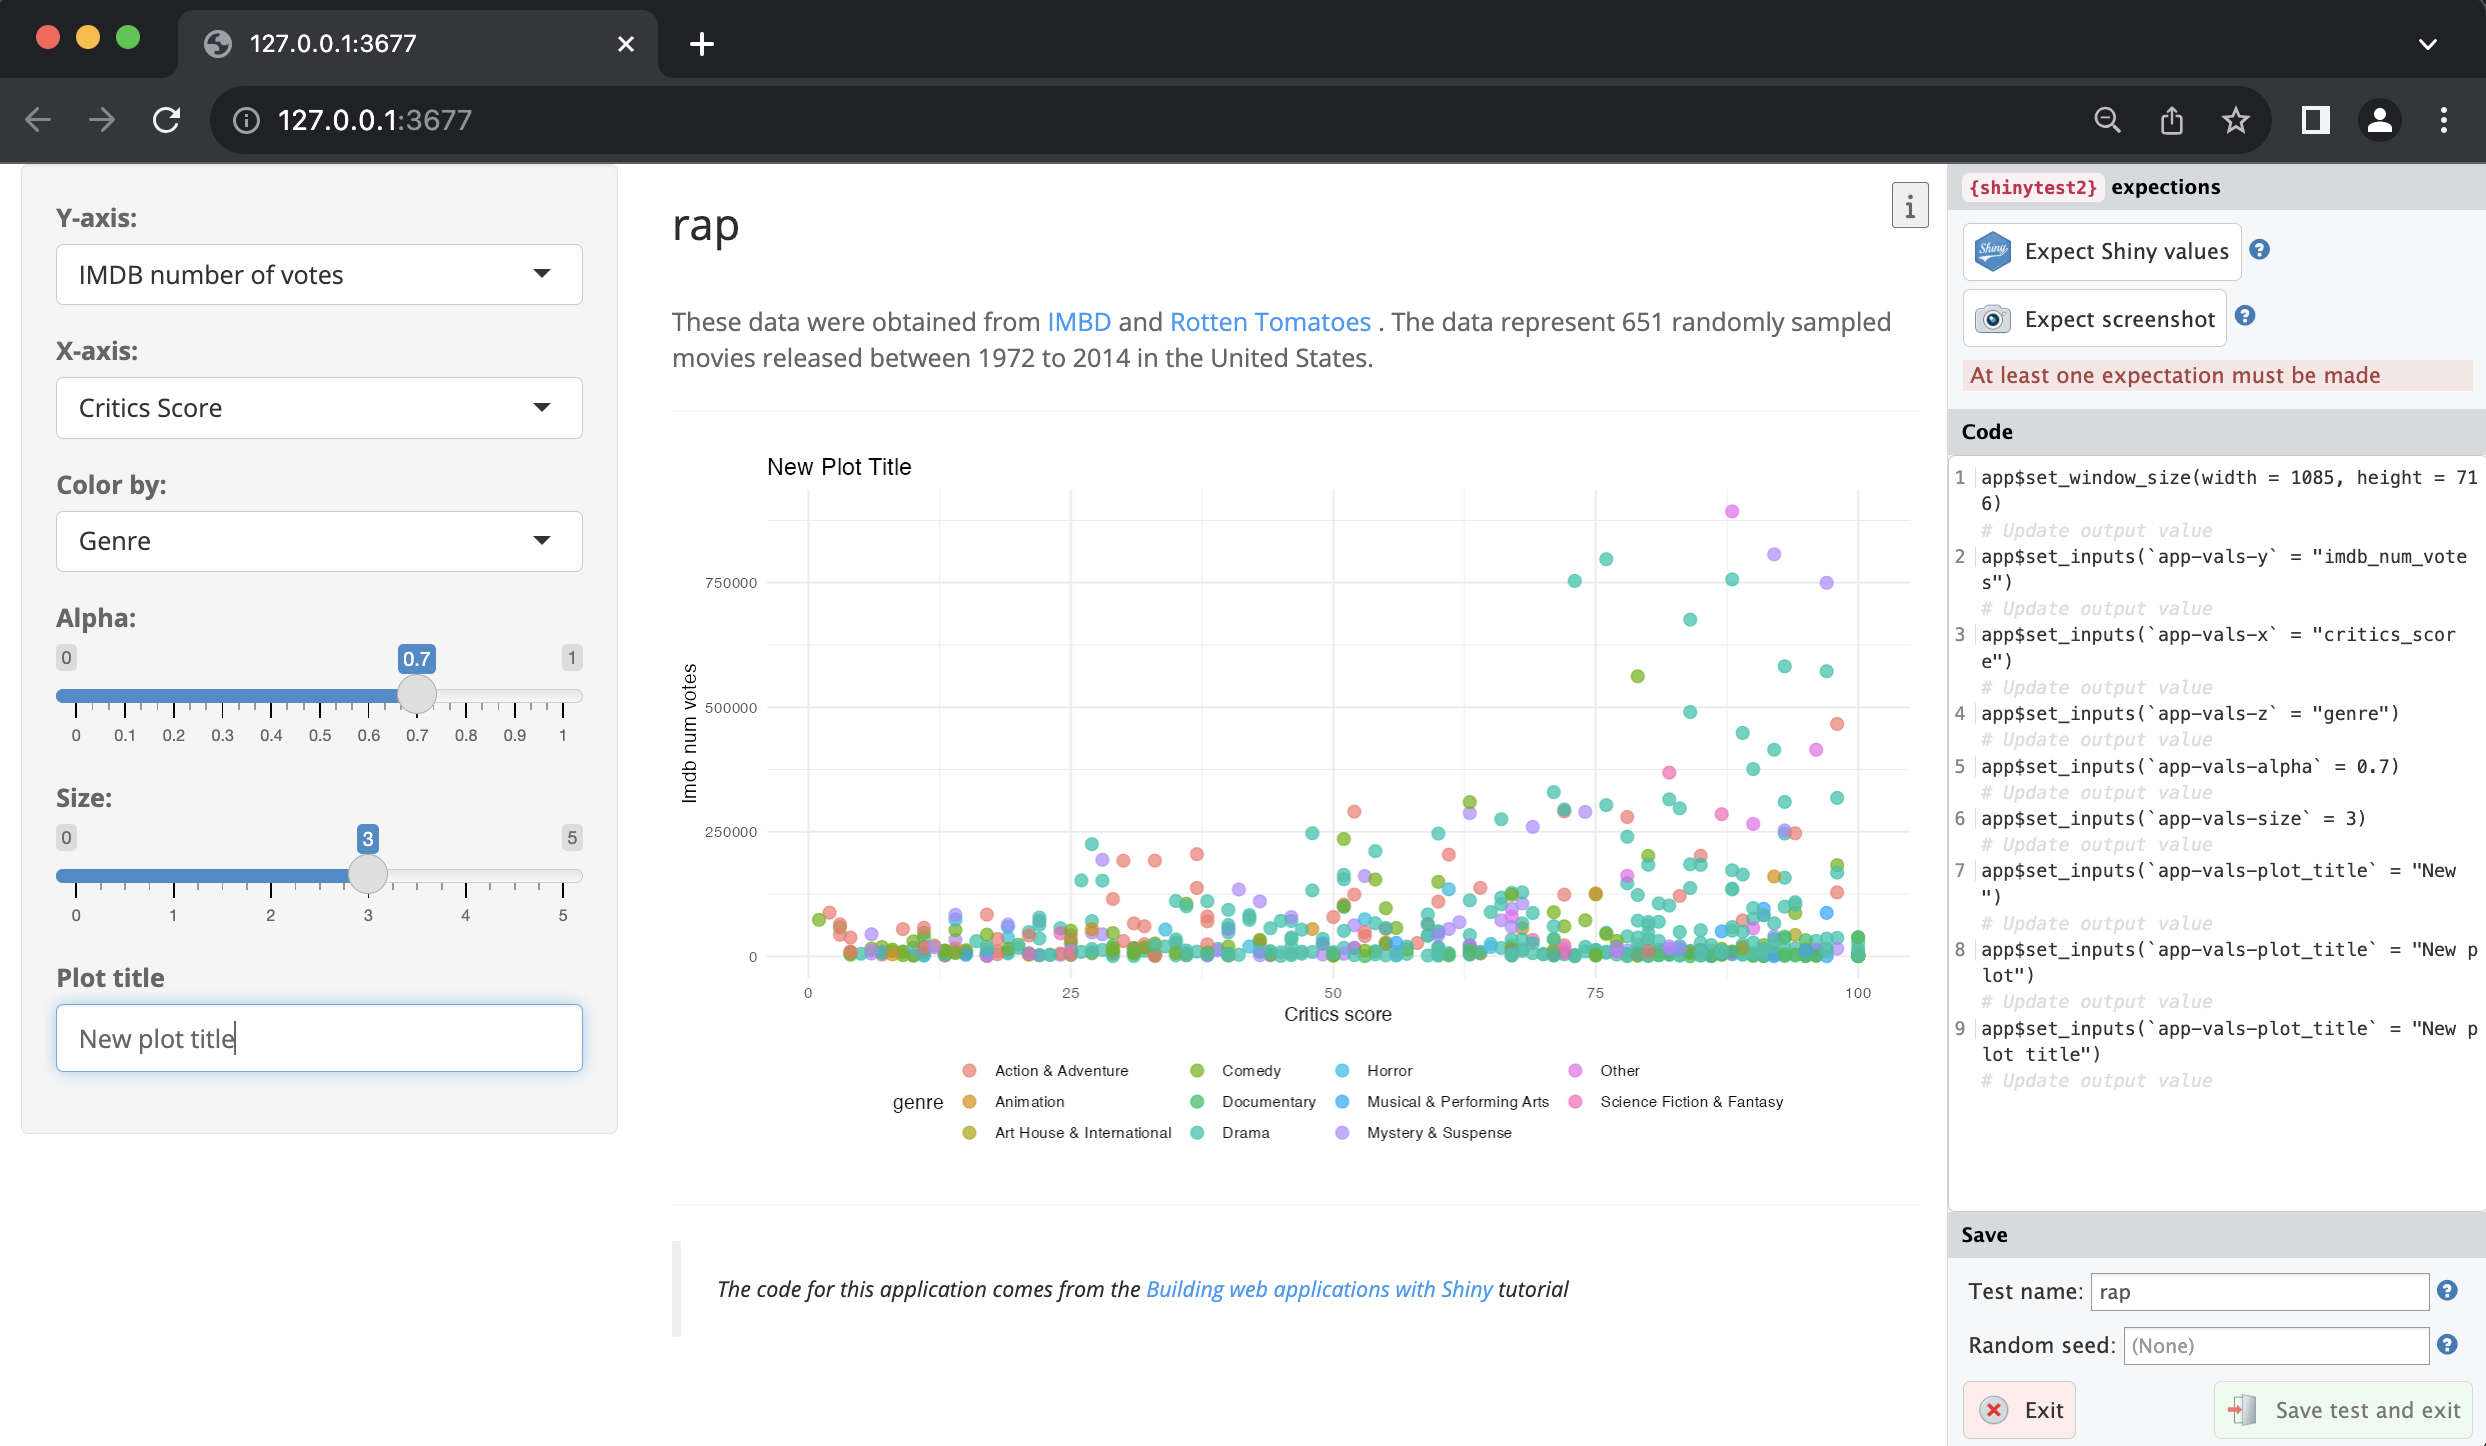 127.0.0.1:3677
127.0.0.1:3677
Y-axis:
IMDB number of votes
X-axis:
Critics Score
Color by:
Genre
Alpha:
0 0.7 1
0 0.1 0.2 0.3 0.4 0.5 0.6 0.7 0.8 0.9 1
Size:
0 3 5
0 1 2 3 4 5
Plot title
New plot title
rap
i
These data were obtained from IMBD and Rotten Tomatoes . The data represent 651 randomly sampled
movies released between 1972 to 2014 in the United States.
New Plot Title
Imdb num votes
750000
500000
250000
0
0 25 50 75 100
Critics score
genre
Action & Adventure
Animation
Art House & International
Comedy
Documentary
Drama
Horror
Musical & Performing Arts
Mystery & Suspense
Other
Science Fiction & Fantasy
The code for this application comes from the Building web applications with Shiny tutorial
{shinytest2} expections
Shiny
Expect Shiny values ?
Expect screenshot ?
At least one expectation must be made
Code
1 app$set_window_size(width = 1085, height = 71
6)
# Update output value
2 app$set_inputs(`app-vals-y` = "imdb_num_vote
s")
# Update output value
3 app$set_inputs(`app-vals-x` = "critics_scor
e")
# Update output value
4 app$set_inputs(`app-vals-z` = "genre")
# Update output value
5 app$set_inputs(`app-vals-alpha` = 0.7)
# Update output value
6 app$set_inputs(`app-vals-size` = 3)
# Update output value
7 app$set_inputs(`app-vals-plot_title` = "New
")
# Update output value
8 app$set_inputs(`app-vals-plot_title` = "New p
lot")
# Update output value
9 app$set_inputs(`app-vals-plot_title` = "New p
lot title")
# Update output value
Save
Test name: rap ?
Random seed: (None) ?
Exit
Save test and exit